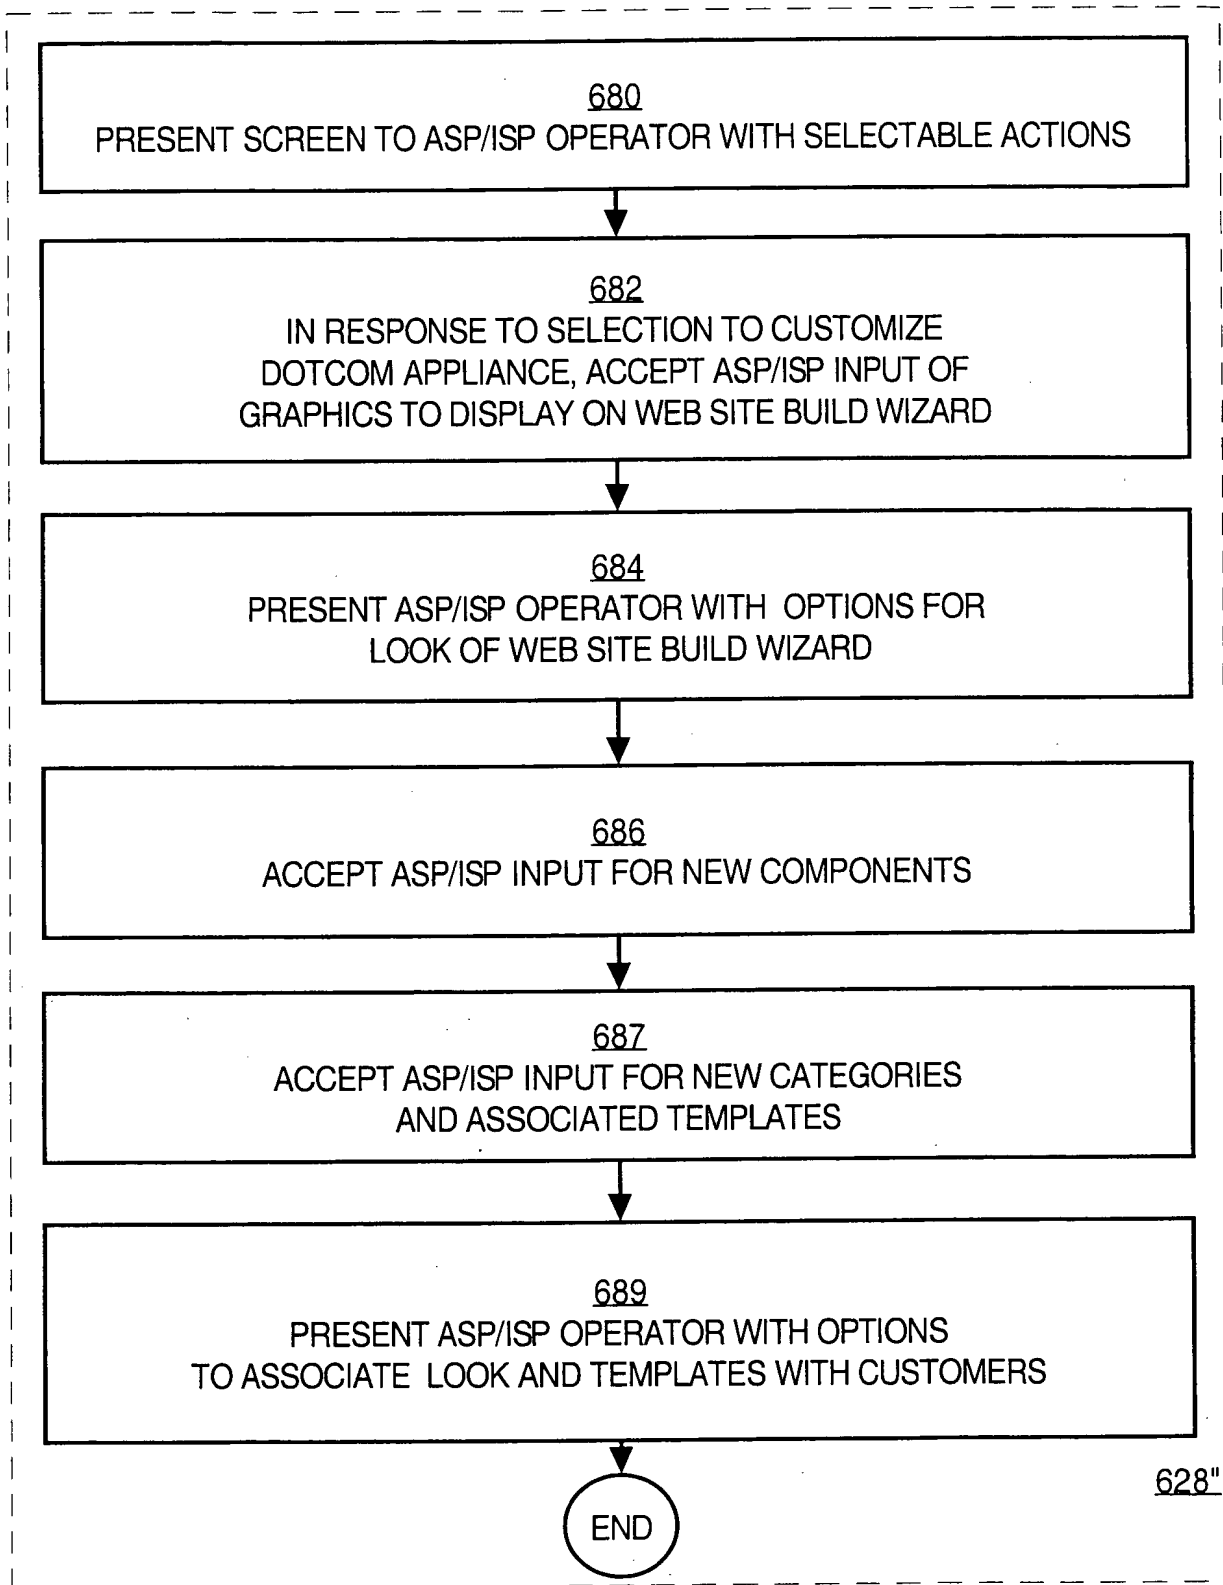 680
PRESENT SCREEN TO ASP/ISP OPERATOR WITH SELECTABLE ACTIONS
682
IN RESPONSE TO SELECTION TO CUSTOMIZE
DOTCOM APPLIANCE, ACCEPT ASP/ISP INPUT OF
GRAPHICS TO DISPLAY ON WEB SITE BUILD WIZARD
684
PRESENT ASP/ISP OPERATOR WITH OPTIONS FOR
LOOK OF WEB SITE BUILD WIZARD
686
ACCEPT ASP/ISP INPUT FOR NEW COMPONENTS
687
ACCEPT ASP/ISP INPUT FOR NEW CATEGORIES
AND ASSOCIATED TEMPLATES
689
PRESENT ASP/ISP OPERATOR WITH OPTIONS
TO ASSOCIATE LOOK AND TEMPLATES WITH CUSTOMERS
628"
END